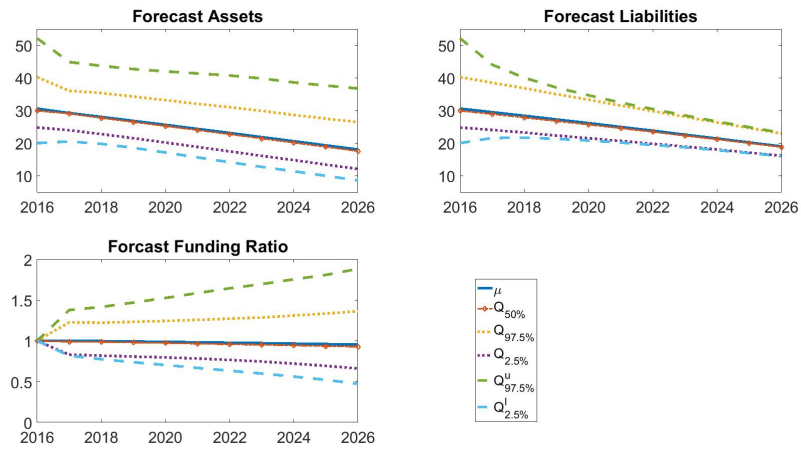 Forecast Assets
50
40
30
20
10
2016 2018 2020 2022 2024 2026
Forecast Liabilities
50
40
30
20
10
2016 2018 2020 2022 2024 2026
Forcast Funding Ratio
2
1.5
1
0.5
0
2016 2018 2020 2022 2024 2026
μ
Q50%
Q97.5%
Q2.5%
Qu97.5%
Ql2.5%